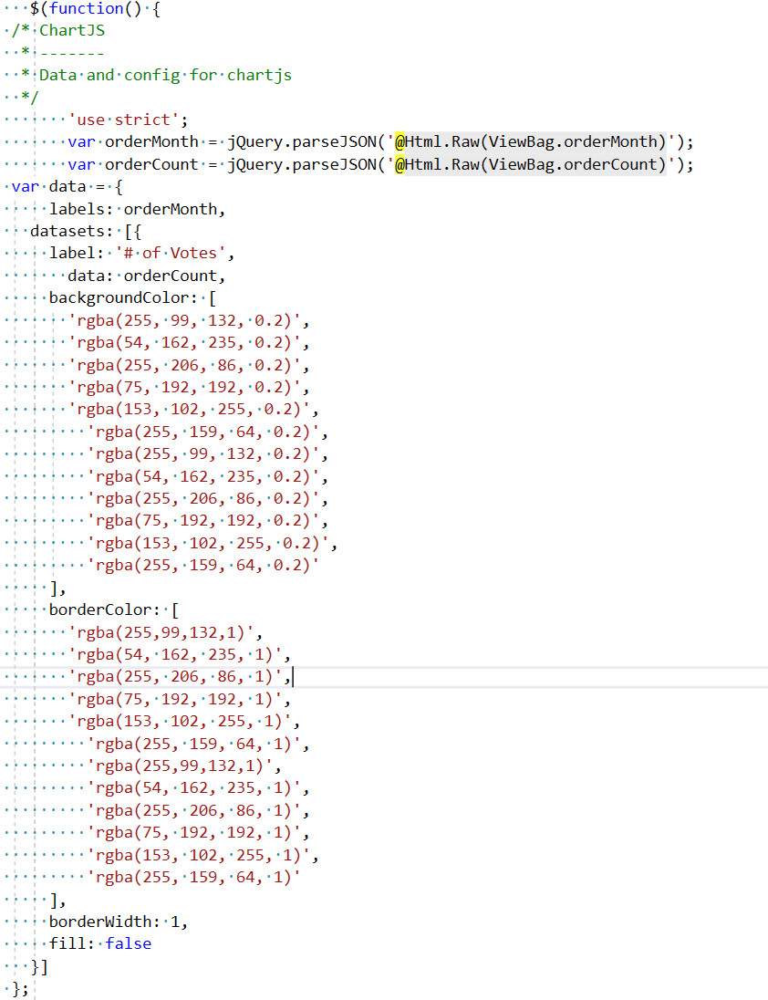 $(function() {
/* ChartJS
* -------
* Data and config for chartjs
*/
'use strict';
var orderMonth = jQuery.parseJSON('@Html.Raw(ViewBag.orderMonth)');
var orderCount = jQuery.parseJSON('@Html.Raw(ViewBag.orderCount)');
var data = {
labels: orderMonth,
datasets: [{
label: '# of Votes',
data: orderCount,
backgroundColor: [
'rgba(255, 99, 132, 0.2)',
'rgba(54, 162, 235, 0.2)',
'rgba(255, 206, 86, 0.2)',
'rgba(75, 192, 192, 0.2)',
'rgba(153, 102, 255, 0.2)',
'rgba(255, 159, 64, 0.2)',
'rgba(255, 99, 132, 0.2)',
'rgba(54, 162, 235, 0.2)',
'rgba(255, 206, 86, 0.2)',
'rgba(75, 192, 192, 0.2)',
'rgba(153, 102, 255, 0.2)',
'rgba(255, 159, 64, 0.2)'
],
borderColor: [
'rgba(255,99,132,1)',
'rgba(54, 162, 235, 1)',
'rgba(255, 206, 86, 1)',
'rgba(75, 192, 192, 1)',
'rgba(153, 102, 255, 1)',
'rgba(255, 159, 64, 1)',
'rgba(255,99,132,1)',
'rgba(54, 162, 235, 1)',
'rgba(255, 206, 86, 1)',
'rgba(75, 192, 192, 1)',
'rgba(153, 102, 255, 1)',
'rgba(255, 159, 64, 1)'
],
borderWidth: 1,
fill: false
}]
};